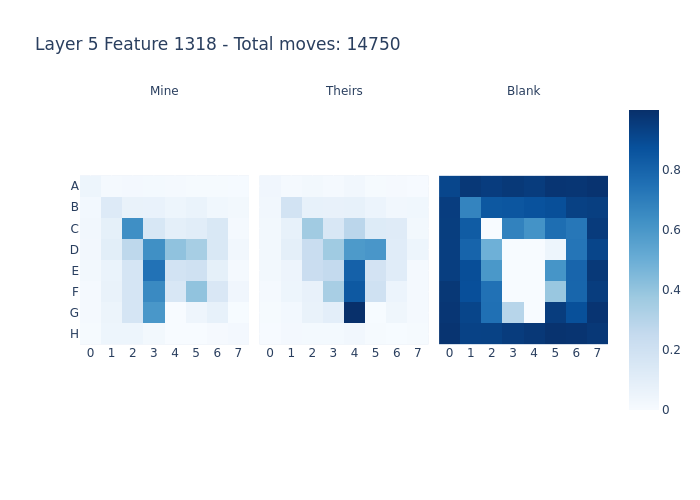 Layer 5 Feature 1318 - Total moves: 14750
Mine Theirs Blank
A
B
C
D
E
F
G
H
0 1 2 3 4 5 6 7 0 1 2 3 4 5 6 7 0 1 2 3 4 5 6 7
0.8
0.6
0.4
0.2
0